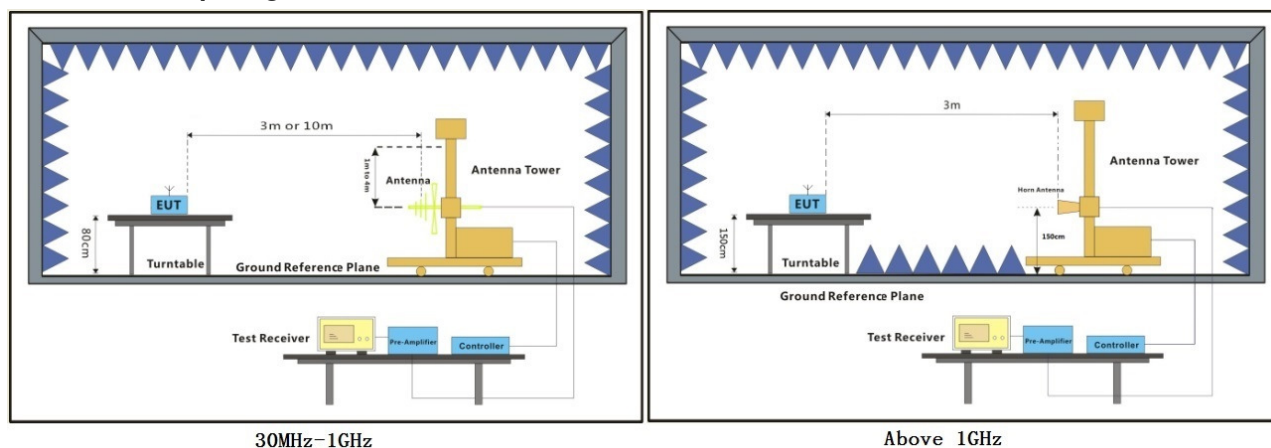 3m or 10m
1m to 4m
Antenna
Antenna Tower
EUT
80cm
Turntable
Ground Reference Plane
Test Receiver
Pre-Amplifier
Controller
30MHz-1GHz
3m
Antenna Tower
Horn Antenna
EUT
150cm
150cm
Turntable
Ground Reference Plane
Test Receiver
Pre-Amplifier
Controller
Above 1GHz